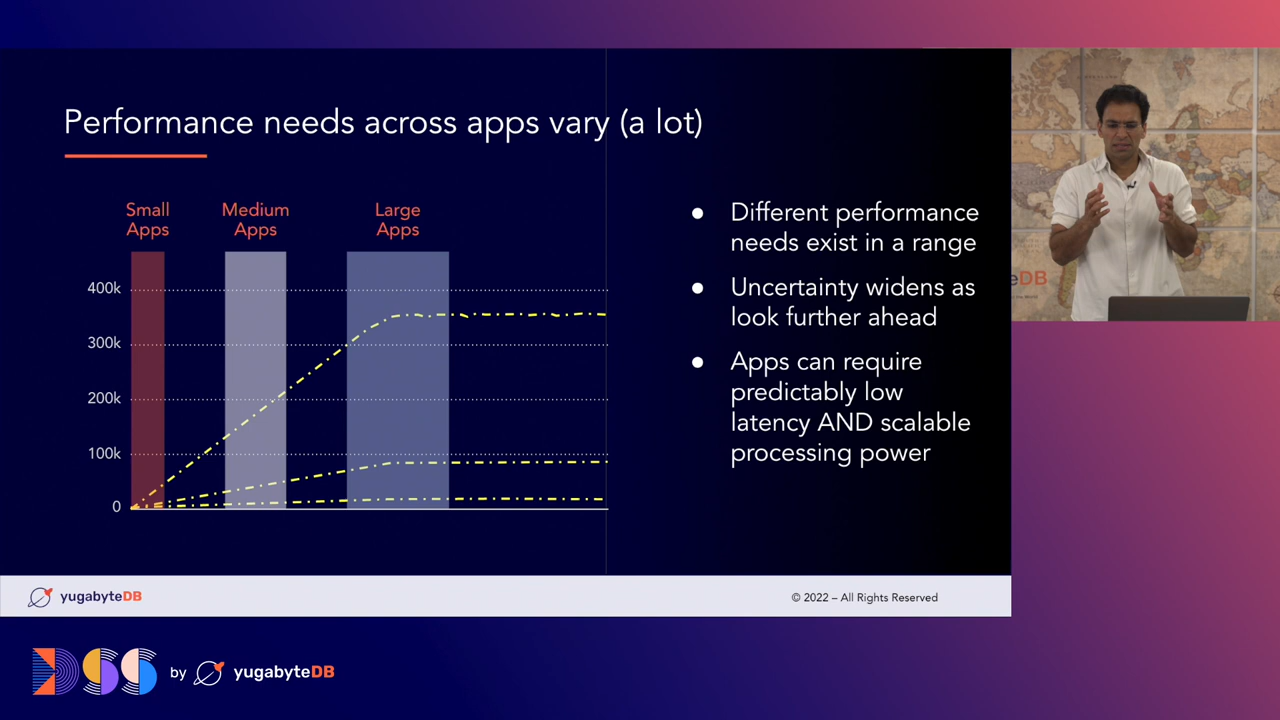 Performance needs across apps vary (a lot)
Small
Apps
Medium
Apps
Large
Apps
400k
300k
200k
100k
0
● Different performance
needs exist in a range
● Uncertainty widens as
look further ahead
● Apps can require
predictably low
latency AND scalable
processing power
yugabyteDB
© 2022 – All Rights Reserved
eDB
DSS by yugabyteDB